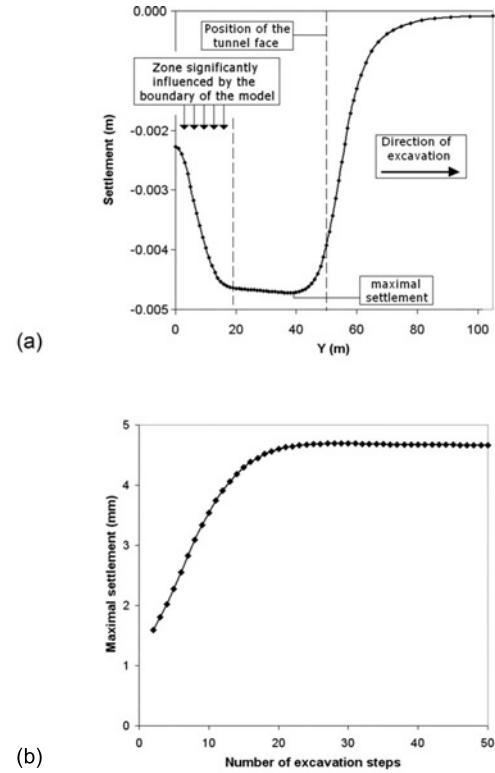 0.000
Position of the
tunnel face
Zone significantly
influenced by the
boundary of the model
-0.002
Direction of
excavation
-0.003
-0.004
maximal
settlement
-0.005
0 20 40 60 80 100
Settlement (m)
Y (m)
(a)
5
4
3
2
1
0
0 10 20 30 40 50
Maximal settlement (mm)
Number of excavation steps
(b)